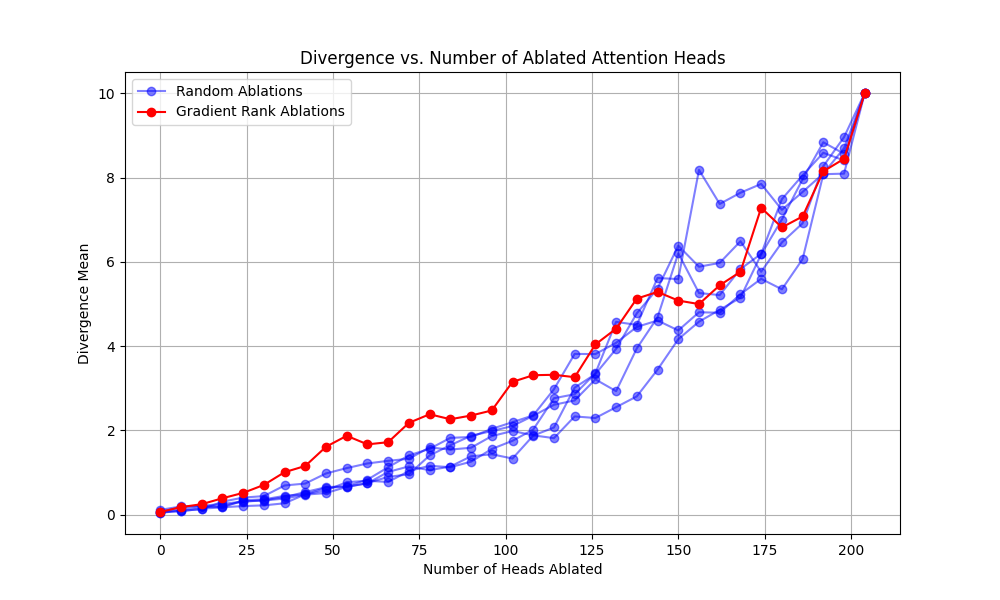 Divergence vs. Number of Ablated Attention Heads
Random Ablations
Gradient Rank Ablations
Divergence Mean
10
8
6
4
2
0
0 25 50 75 100 125 150 175 200
Number of Heads Ablated